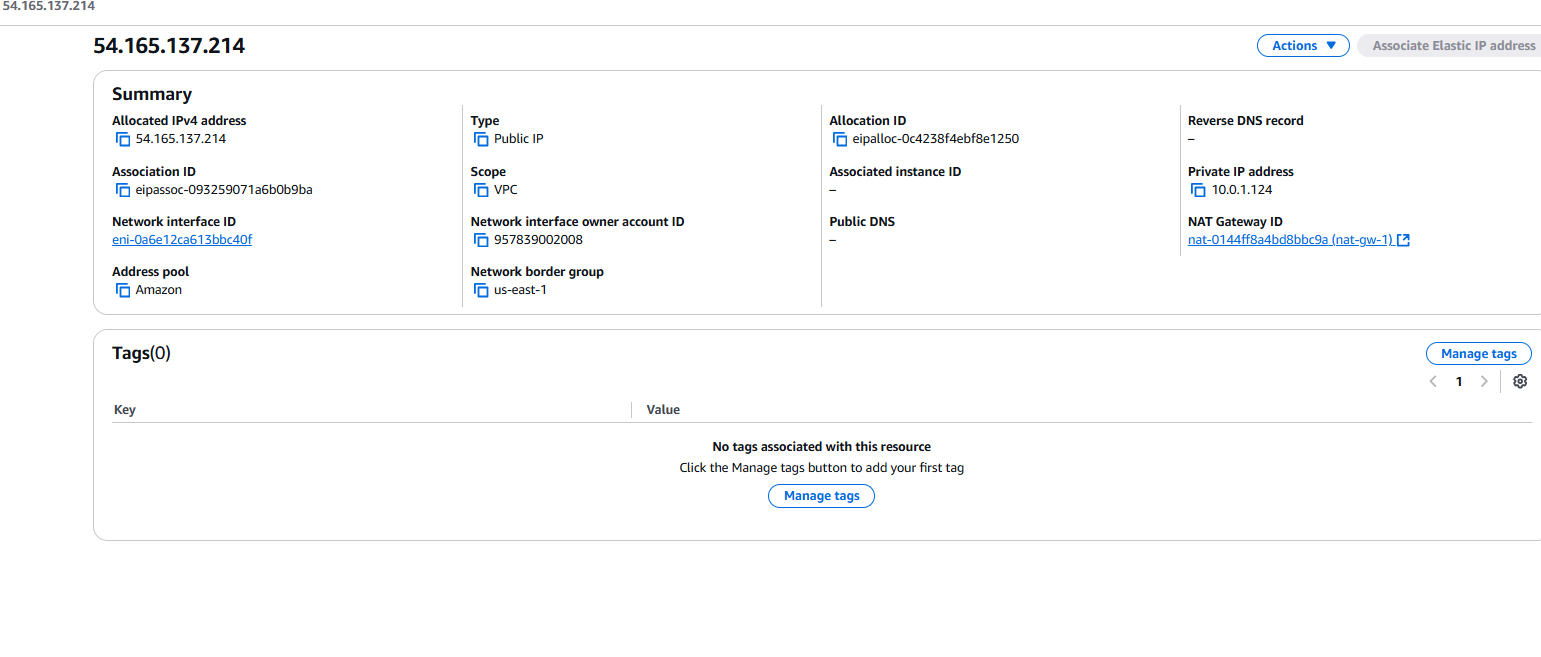 54.165.137.214
54.165.137.214
Actions
Associate Elastic IP address
Summary
Allocated IPv4 address
54.165.137.214
Type
Public IP
Allocation ID
eipalloc-0c4238f4ebf8e1250
Reverse DNS record
–
Association ID
eipassoc-093259071a6b0b9ba
Scope
VPC
Associated instance ID
–
Private IP address
10.0.1.124
Network interface ID
eni-0a6e12ca613bbc40f
Network interface owner account ID
957839002008
Public DNS
–
NAT Gateway ID
nat-0144ff8a4bd8bbc9a (nat-gw-1)
Address pool
Amazon
Network border group
us-east-1
Tags(0)
Manage tags
1
Key
Value
No tags associated with this resource
Click the Manage tags button to add your first tag
Manage tags